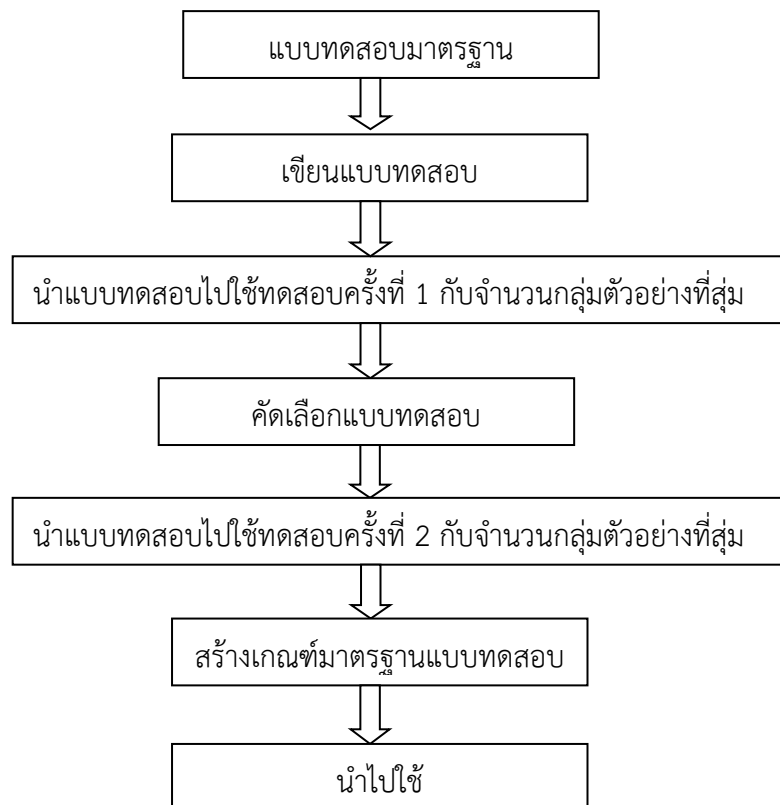 แบบทดสอบมาตรฐาน
เขียนแบบทดสอบ
นำแบบทดสอบไปใช้ทดสอบครั้งที่ 1 กับจำนวนกลุ่มตัวอย่างที่สุ่ม
คัดเลือกแบบทดสอบ
นำแบบทดสอบไปใช้ทดสอบครั้งที่ 2 กับจำนวนกลุ่มตัวอย่างที่สุ่ม
สร้างเกณฑ์มาตรฐานแบบทดสอบ
นำไปใช้